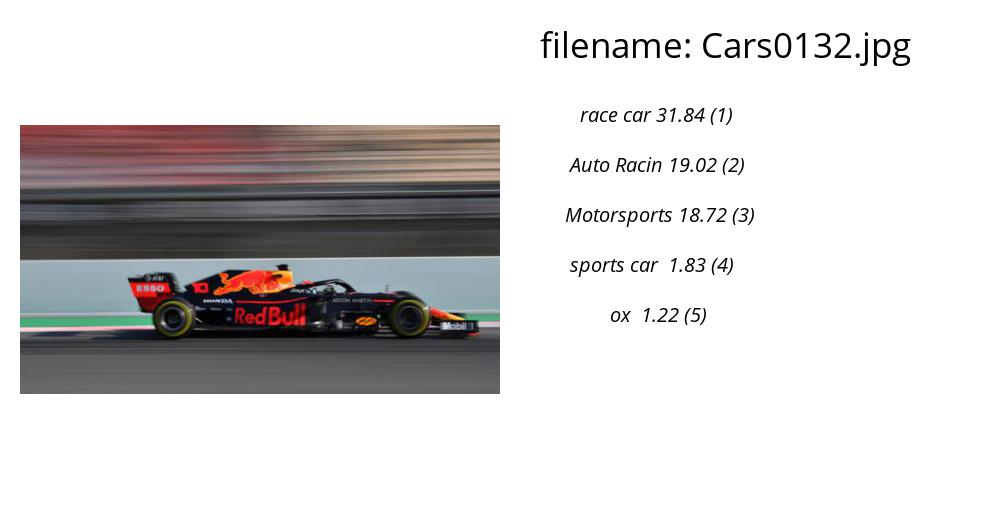 filename: Cars0132.jpg
race car 31.84 (1)
Auto Racin 19.02 (2)
Motorsports 18.72 (3)
sports car 1.83 (4)
ox 1.22 (5)
AT&T
ESSO
10
HONDA
ASTON MARTIN
Red Bull
Mobil 1